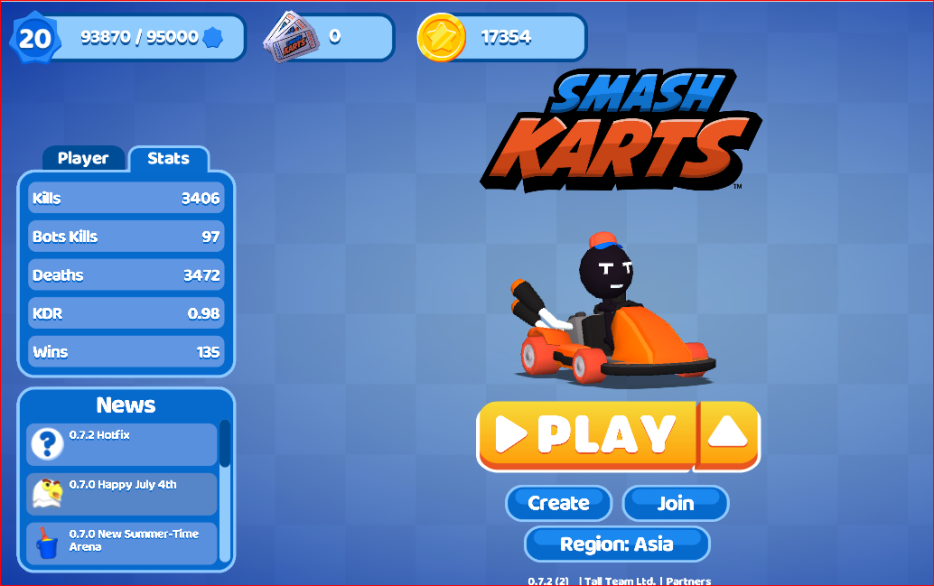 20
93870 / 95000
KARTS
0
17354
SMASH
KARTS
TM
Player
Stats
Kills 3406
Bots Kills 97
Deaths 3472
KDR 0.98
Wins 135
News
?
0.7.2 Hotfix
0.7.0 Happy July 4th
0.7.0 New Summer-Time
Arena
PLAY
Create
Join
Region: Asia
0.7.2 (2) | Tall Team Ltd. | Partners